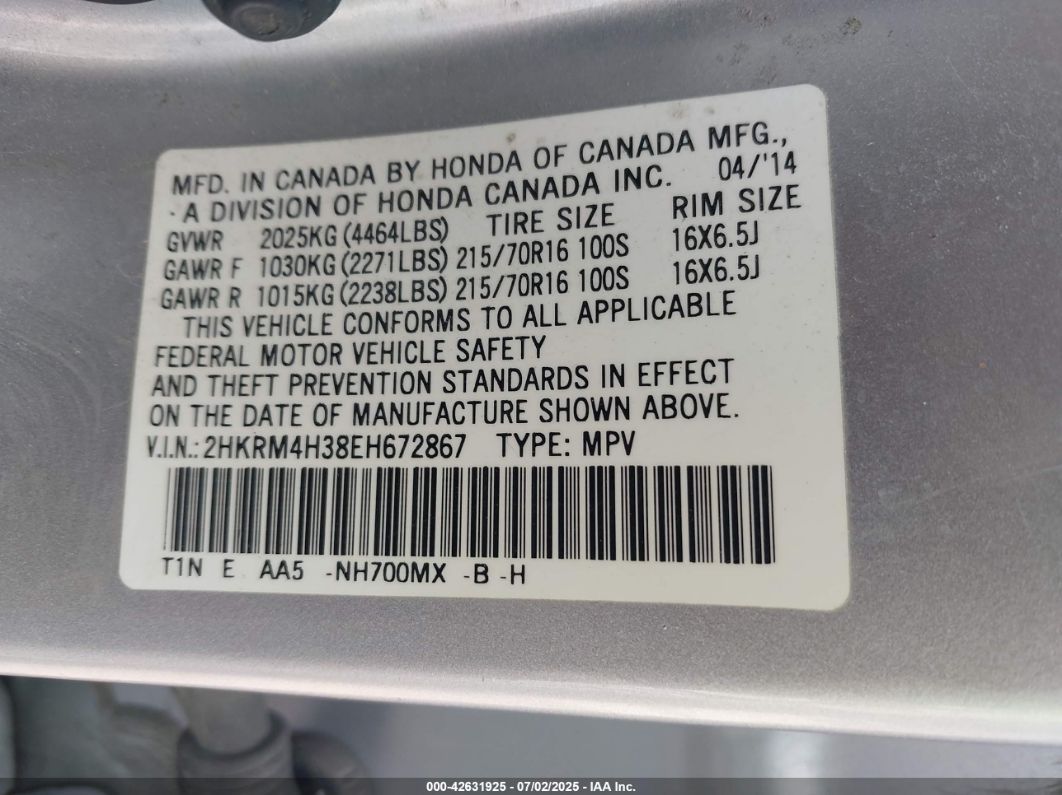 MFD. IN CANADA BY HONDA OF CANADA MFG.,
- A DIVISION OF HONDA CANADA INC. 04/'14
GVWR 2025KG (4464LBS) TIRE SIZE RIM SIZE
GAWR F 1030KG (2271LBS) 215/70R16 100S 16X6.5J
GAWR R 1015KG (2238LBS) 215/70R16 100S 16X6.5J
THIS VEHICLE CONFORMS TO ALL APPLICABLE
FEDERAL MOTOR VEHICLE SAFETY
AND THEFT PREVENTION STANDARDS IN EFFECT
ON THE DATE OF MANUFACTURE SHOWN ABOVE.
V.I.N.: 2HKRM4H38EH672867 TYPE: MPV
T1N E AA5 -NH700MX -B -H
000-42631925 - 07/02/2025 - IAA Inc.